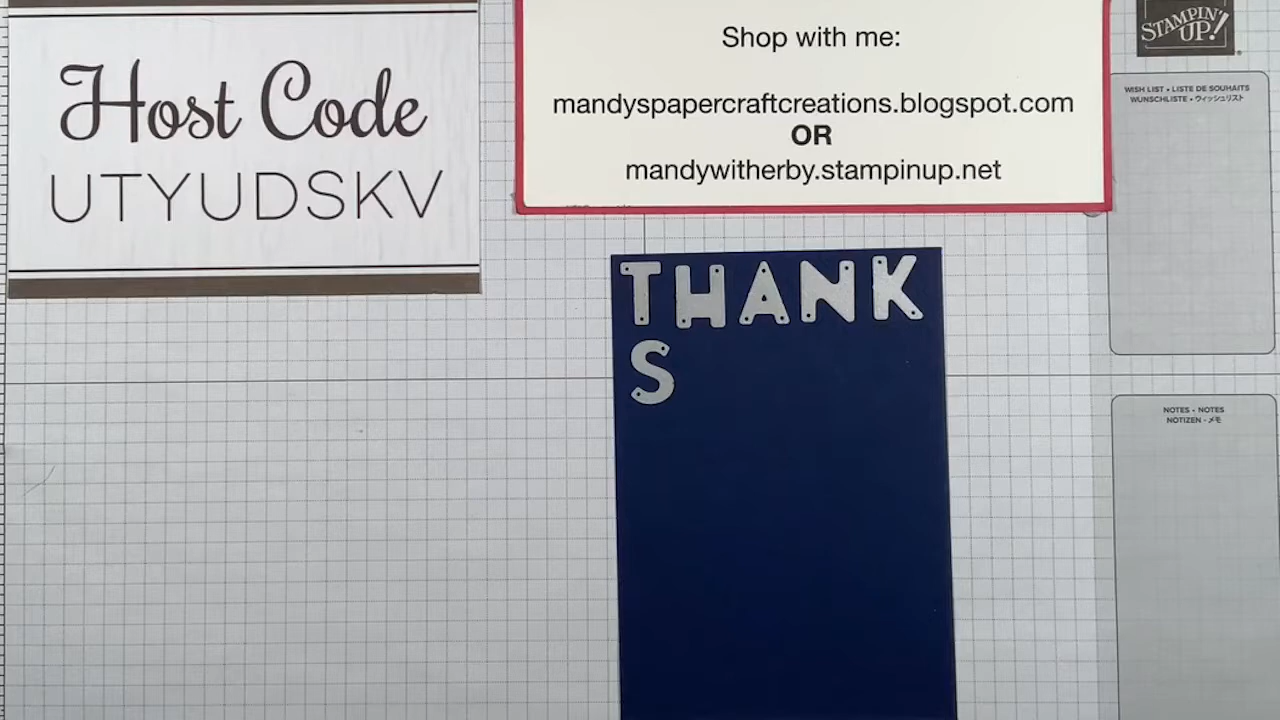 Host Code
UTYUDSKV
Shop with me:
mandyspapercraftcreations.blogspot.com
OR
mandywitherby.stampinup.net
STAMPIN'
UP!
WISH LIST • LISTE DE SOUHAITS
WUNSCHLISTE • ウィッシュリスト
THANK
S
NOTES • NOTES
NOTIZEN • メモ